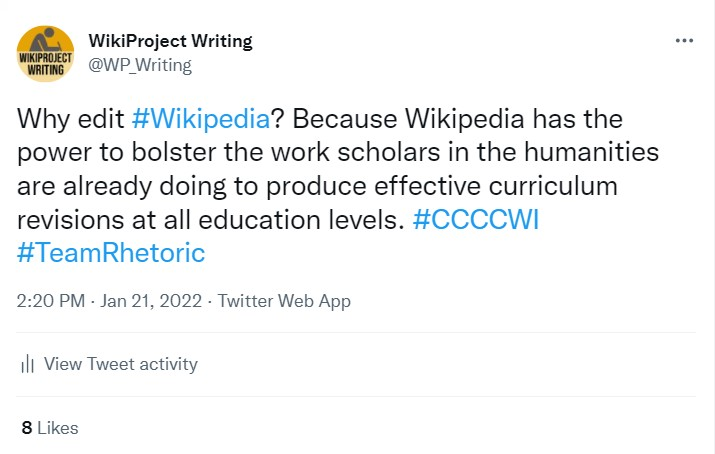 WIKIPROJECT
WRITING
WikiProject Writing
@WP_Writing
Why edit #Wikipedia? Because Wikipedia has the
power to bolster the work scholars in the humanities
are already doing to produce effective curriculum
revisions at all education levels. #CCCCWI
#TeamRhetoric
2:20 PM · Jan 21, 2022 · Twitter Web App
View Tweet activity
8 Likes